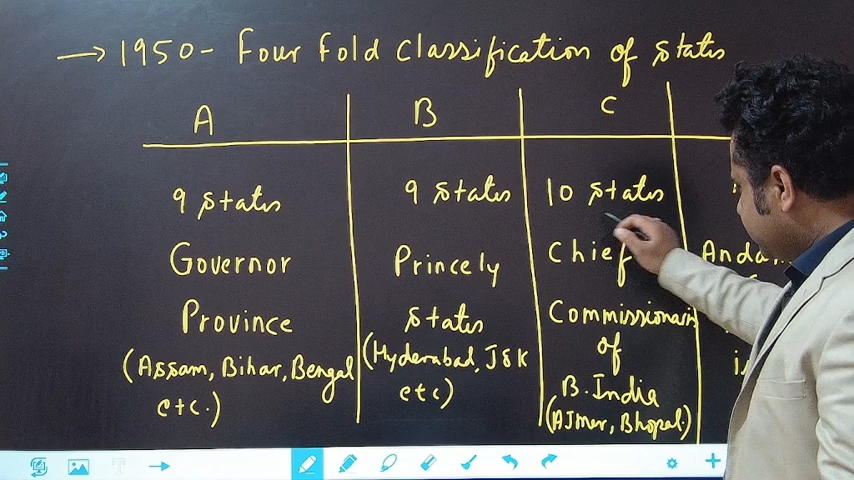 → 1950 - Four Fold Classification of States
A B C
9 States 9 States 10 States
Governor Princely Chief
Province States Commissionaris
(Assam, Bihar, Bengal (Hyderabad, J&K of
etc.) etc) B. India
(AJmer, Bhopal.)